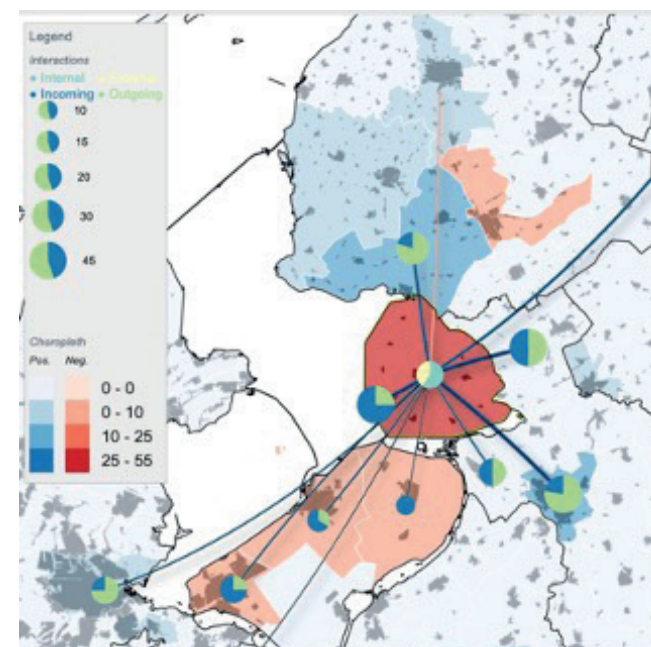 Legend
Interactions
Internal External
Incoming Outgoing
10
15
20
30
45
Choropleth
Pos. Neg.
0 - 0
0 - 10
10 - 25
25 - 55